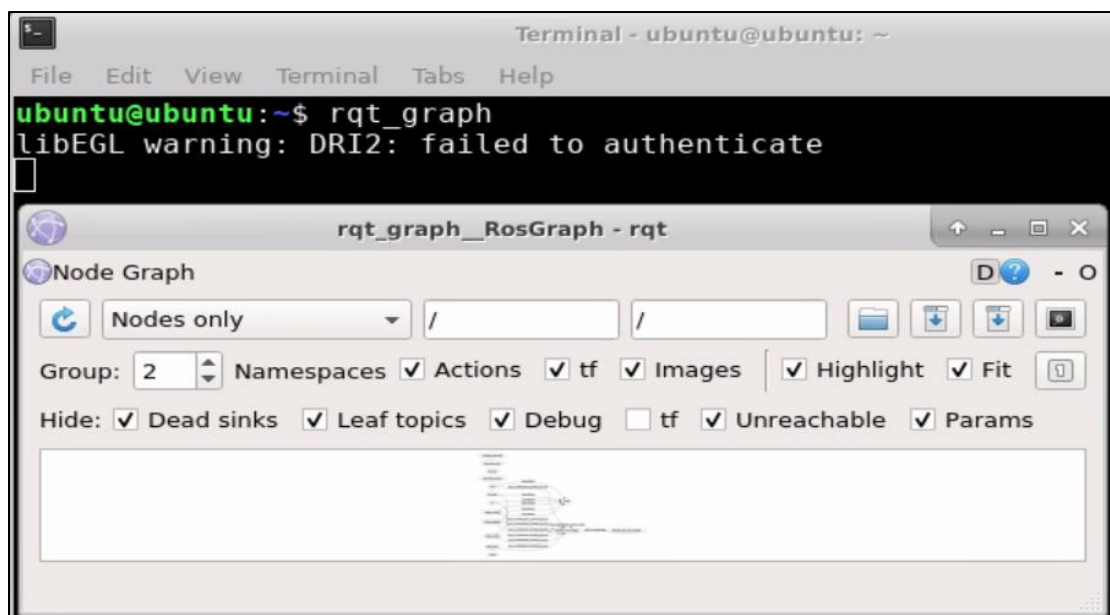 Terminal - ubuntu@ubuntu: ~
File Edit View Terminal Tabs Help
ubuntu@ubuntu:~$ rqt_graph
libEGL warning: DRI2: failed to authenticate
rqt_graph__RosGraph - rqt
Node Graph D ? - O
Nodes only / /
Group: 2 Namespaces Actions tf Images Highlight Fit 1
Hide: Dead sinks Leaf topics Debug tf Unreachable Params